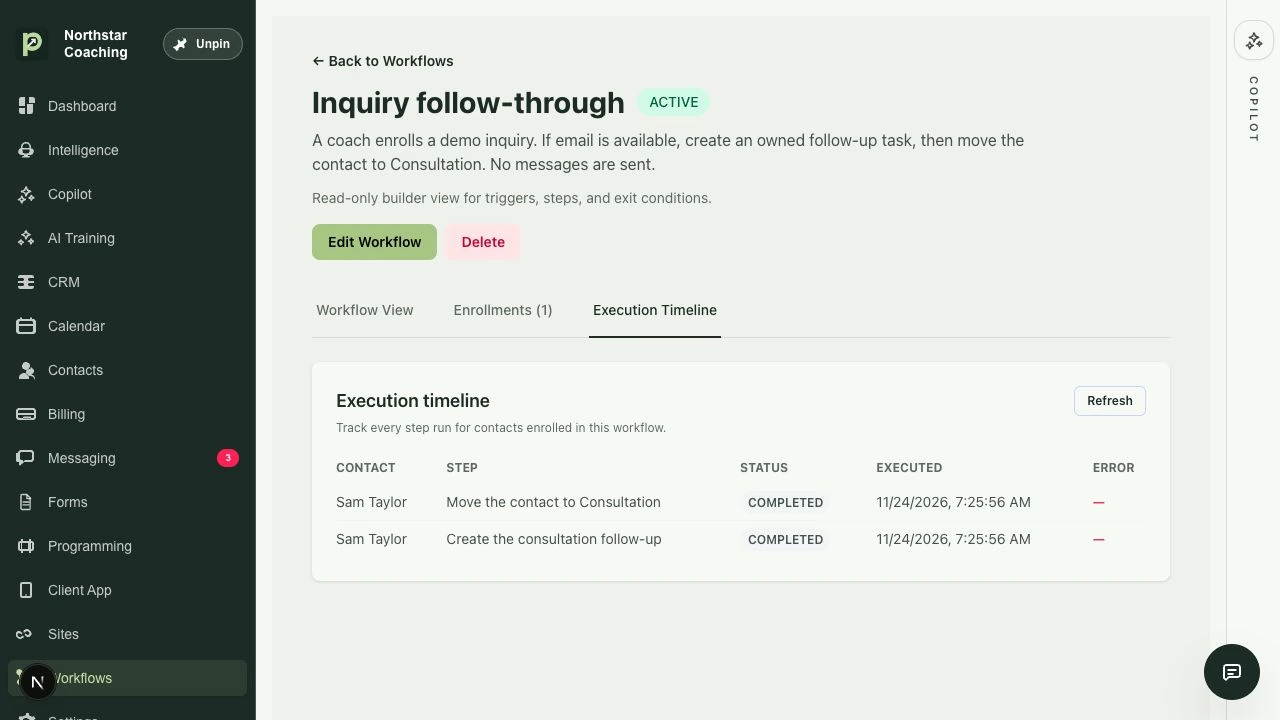 Northstar
Coaching
Unpin
Dashboard
Intelligence
Copilot
AI Training
CRM
Calendar
Contacts
Billing
Messaging
3
Forms
Programming
Client App
Sites
Workflows
Settings
N
← Back to Workflows
Inquiry follow-through
ACTIVE
A coach enrolls a demo inquiry. If email is available, create an owned follow-up task, then move the
contact to Consultation. No messages are sent.
Read-only builder view for triggers, steps, and exit conditions.
Edit Workflow
Delete
Workflow View
Enrollments (1)
Execution Timeline
Execution timeline
Refresh
Track every step run for contacts enrolled in this workflow.
CONTACT STEP STATUS EXECUTED ERROR
Sam Taylor Move the contact to Consultation COMPLETED 11/24/2026, 7:25:56 AM —
Sam Taylor Create the consultation follow-up COMPLETED 11/24/2026, 7:25:56 AM —
COPILOT